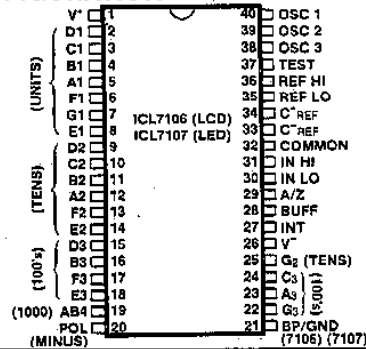 V+ 1 40 OSC 1
D1 2 39 OSC 2
C1 3 38 OSC 3
B1 4 37 TEST
A1 5 36 REF HI
F1 6 35 REF LO
G1 7 34 C-REF
E1 8 33 C-REF
D2 9 32 COMMON
C2 10 31 IN HI
B2 11 30 IN LO
A2 12 29 A/Z
F2 13 28 BUFF
E2 14 27 INT
D3 15 26 V-
B3 16 25 G2 (TENS)
F3 17 24 C3
E3 18 23 A3
(1000) AB4 19 22 G3
POL 20 21 BP/GND
(MINUS) (7106) (7107)
(UNITS)
(TENS)
(100's)
ICL7106 (LCD)
ICL7107 (LED)